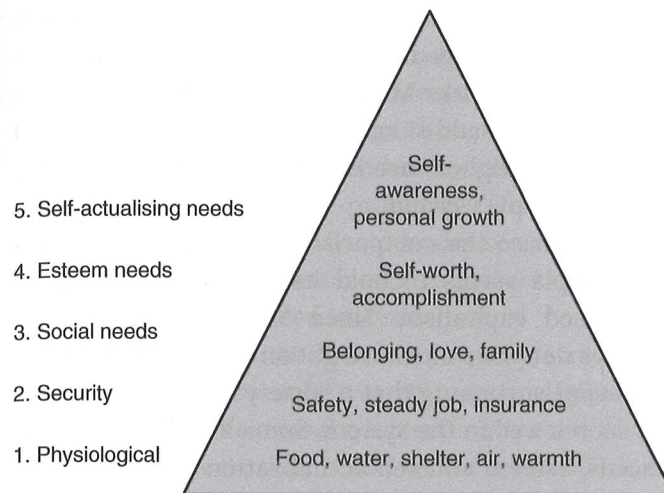 Self-
awareness,
5. Self-actualising needs
personal growth
4. Esteem needs
Self-worth,
accomplishment
3. Social needs
Belonging, love, family
2. Security
Safety, steady job, insurance
1. Physiological
Food, water, shelter, air, warmth